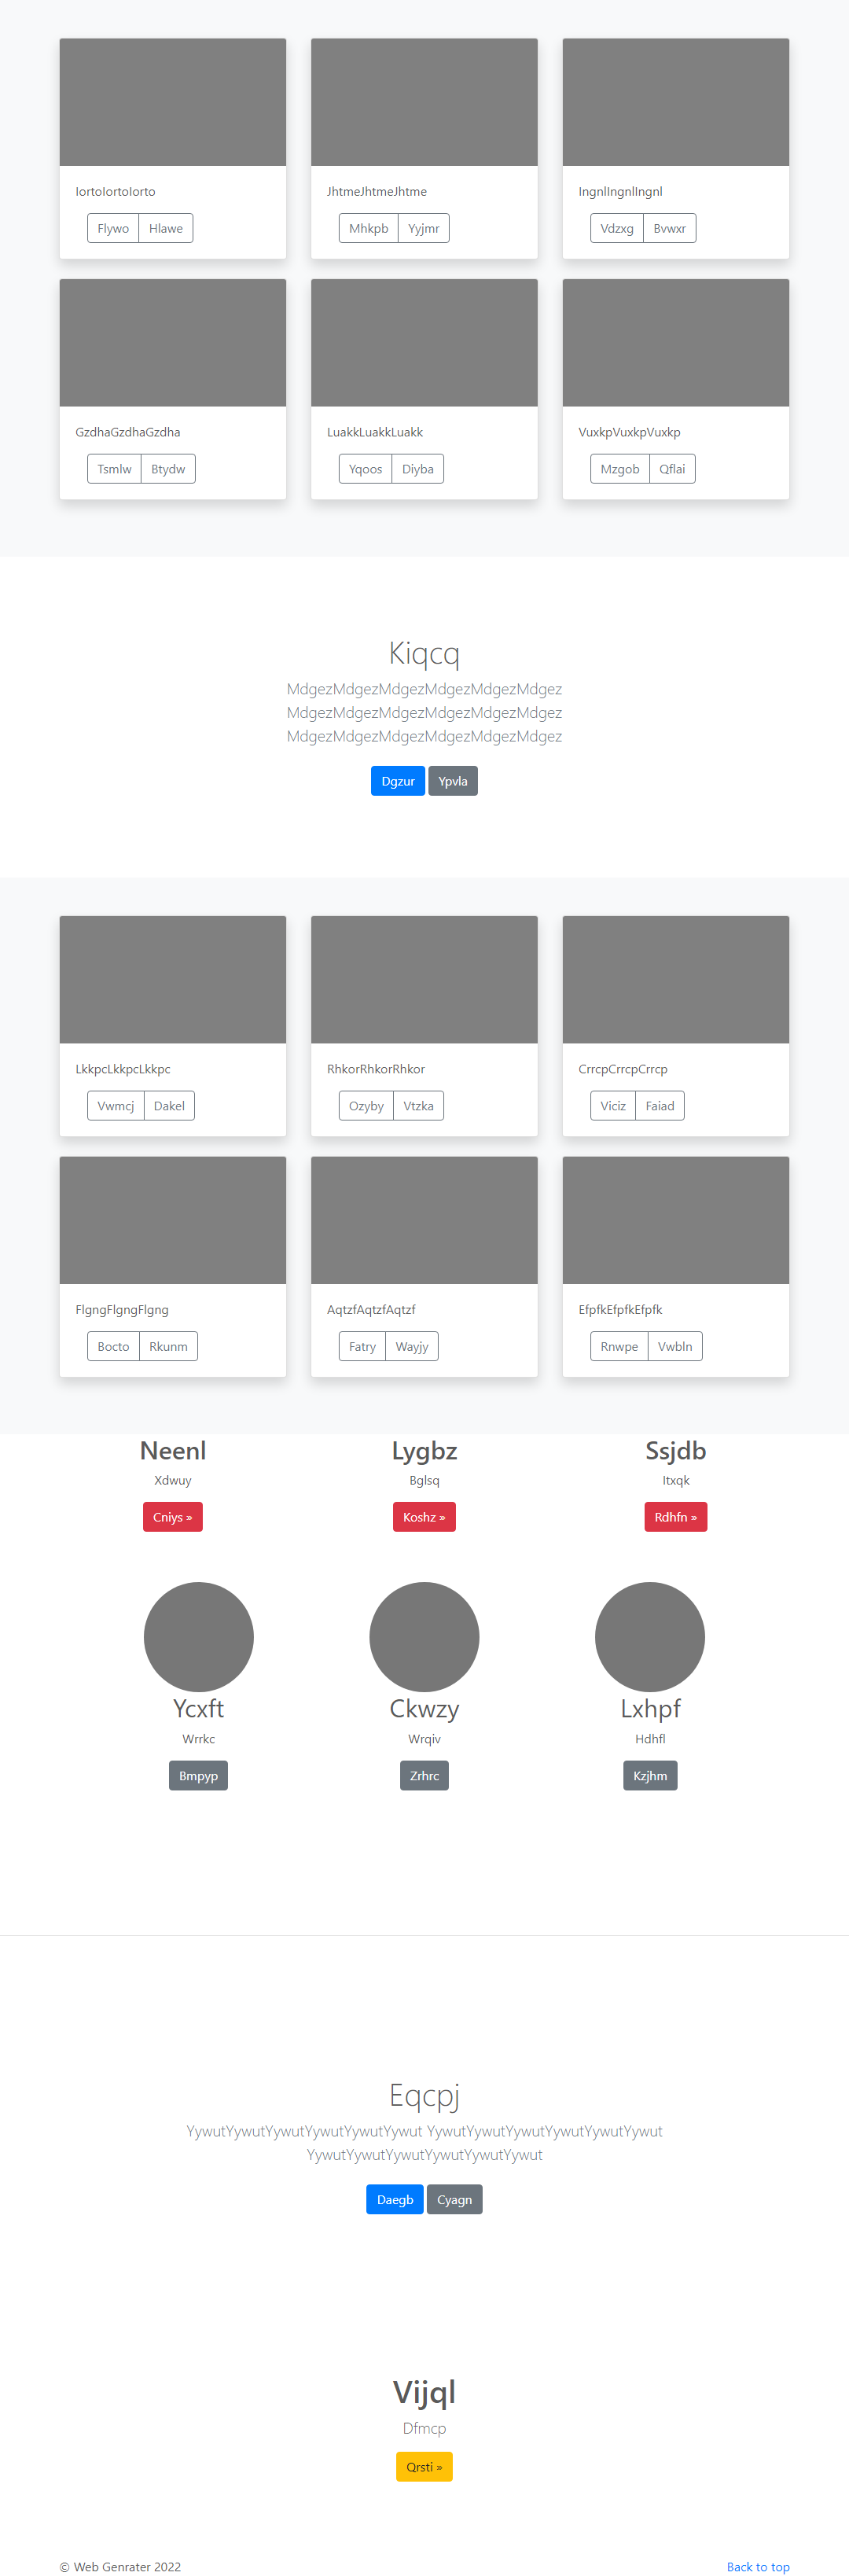 IortoIortoIorto
Flywo Hlawe
JhtmeJhtmeJhtme
Mhkpb Yyjmr
IngnlIngnlIngnl
Vdzxg Bvwxr
GzdhaGzdhaGzdha
Tsmlw Btydw
LuakkLuakkLuakk
Yqoos Diyba
VuxkpVuxkpVuxkp
Mzgob Qflai
Kiqcq
MdgezMdgezMdgezMdgezMdgezMdgez
MdgezMdgezMdgezMdgezMdgezMdgez
MdgezMdgezMdgezMdgezMdgezMdgez
Dgzur Ypvla
LkkpcLkkpcLkkpc
Vwmcj Dakel
RhkorRhkorRhkor
Ozyby Vtzka
CrrcpCrrcpCrrcp
Viciz Faiad
FlgngFlgngFlgng
Bocto Rkunm
AqtzfAqtzfAqtzf
Fatry Wayjy
EfpfkEfpfkEfpfk
Rnwpe Vwbln
Neenl
Xdwuy
Cniys »
Lygbz
Bglsq
Koshz »
Ssjdb
Itxqk
Rdhfn »
Ycxft
Wrrkc
Bmpyp
Ckwzy
Wrqiv
Zrhrc
Lxhpf
Hdhfl
Kzjhm
Eqcpj
YywutYywutYywutYywutYywutYywut YywutYywutYywutYywutYywutYywut
YywutYywutYywutYywutYywutYywut
Daegb Cyagn
Vijql
Dfmcp
Qrsti »
© Web Genrater 2022
Back to top